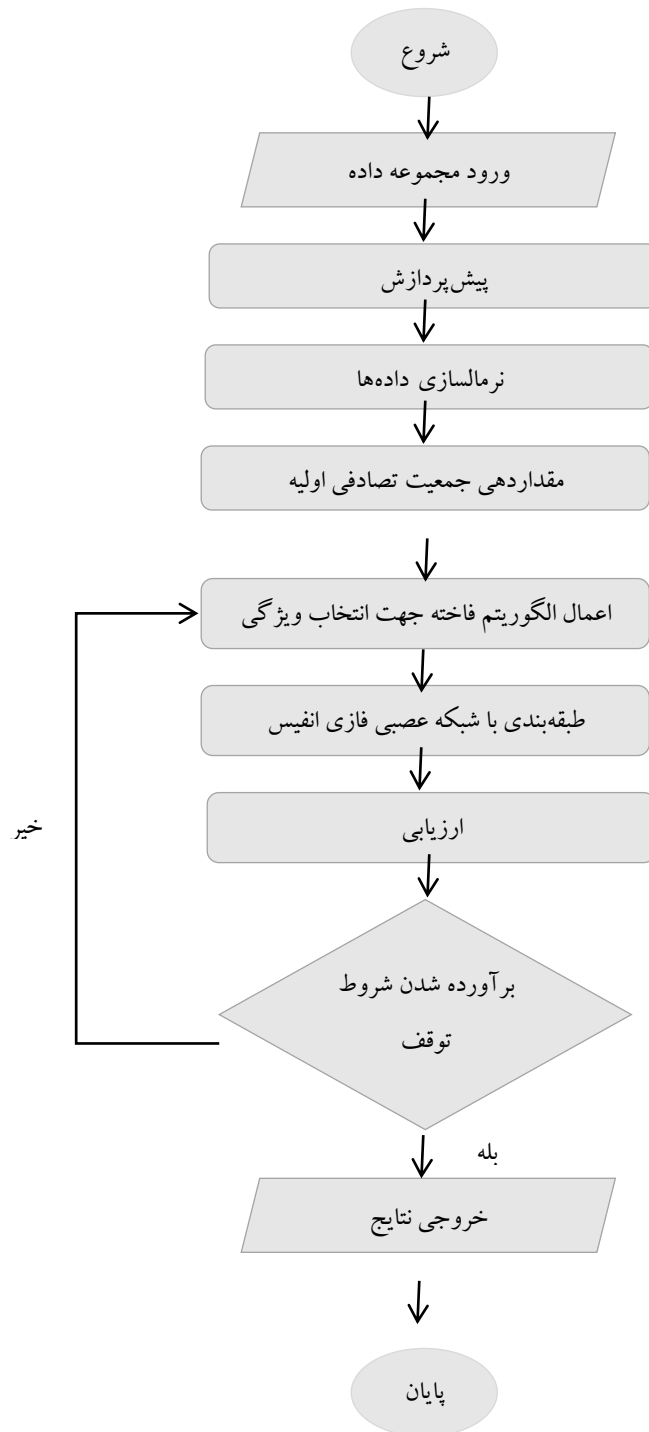 شروع
ورود مجموعه داده
پیش‌پردازش
نرمالسازی داده‌ها
مقداردهی جمعیت تصادفی اولیه
اعمال الگوریتم فاخته جهت انتخاب ویژگی
طبقه‌بندی با شبکه عصبی فازی انفیس
ارزیابی
خیر
برآورده شدن شروط
توقف
بله
خروجی نتایج
پایان